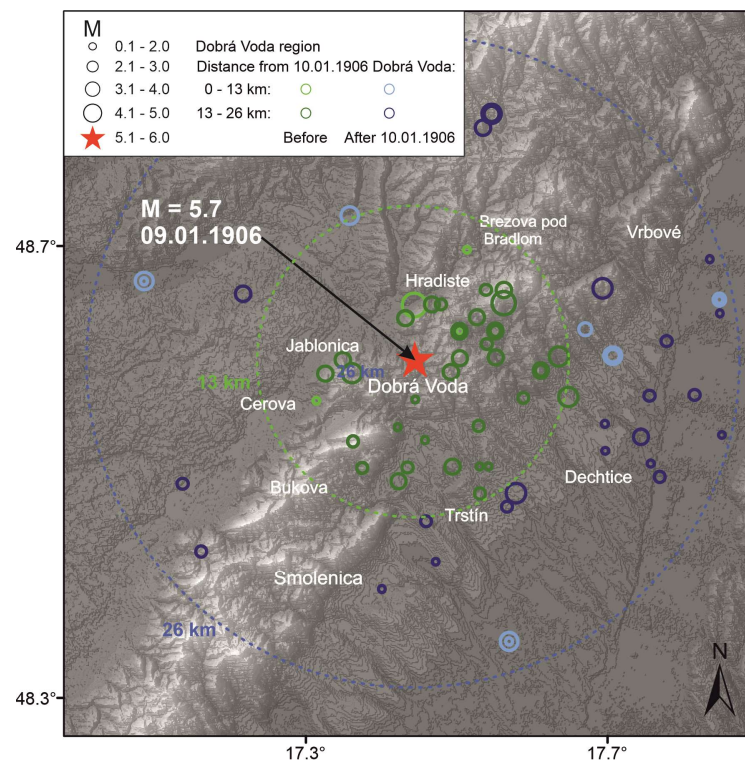 M
0.1 - 2.0 Dobrá Voda region
2.1 - 3.0 Distance from 10.01.1906 Dobrá Voda:
3.1 - 4.0 0 - 13 km:
4.1 - 5.0 13 - 26 km:
5.1 - 6.0 Before After 10.01.1906
M = 5.7
09.01.1906
Brezova pod
Bradlom
Vrbové
48.7
Hradiste
Jablonica
26 km
13 km
Dobrá Voda
Cerova
Bukova
Dechtice
Trstín
Smolenica
26 km
N
48.3
17.3
17.7